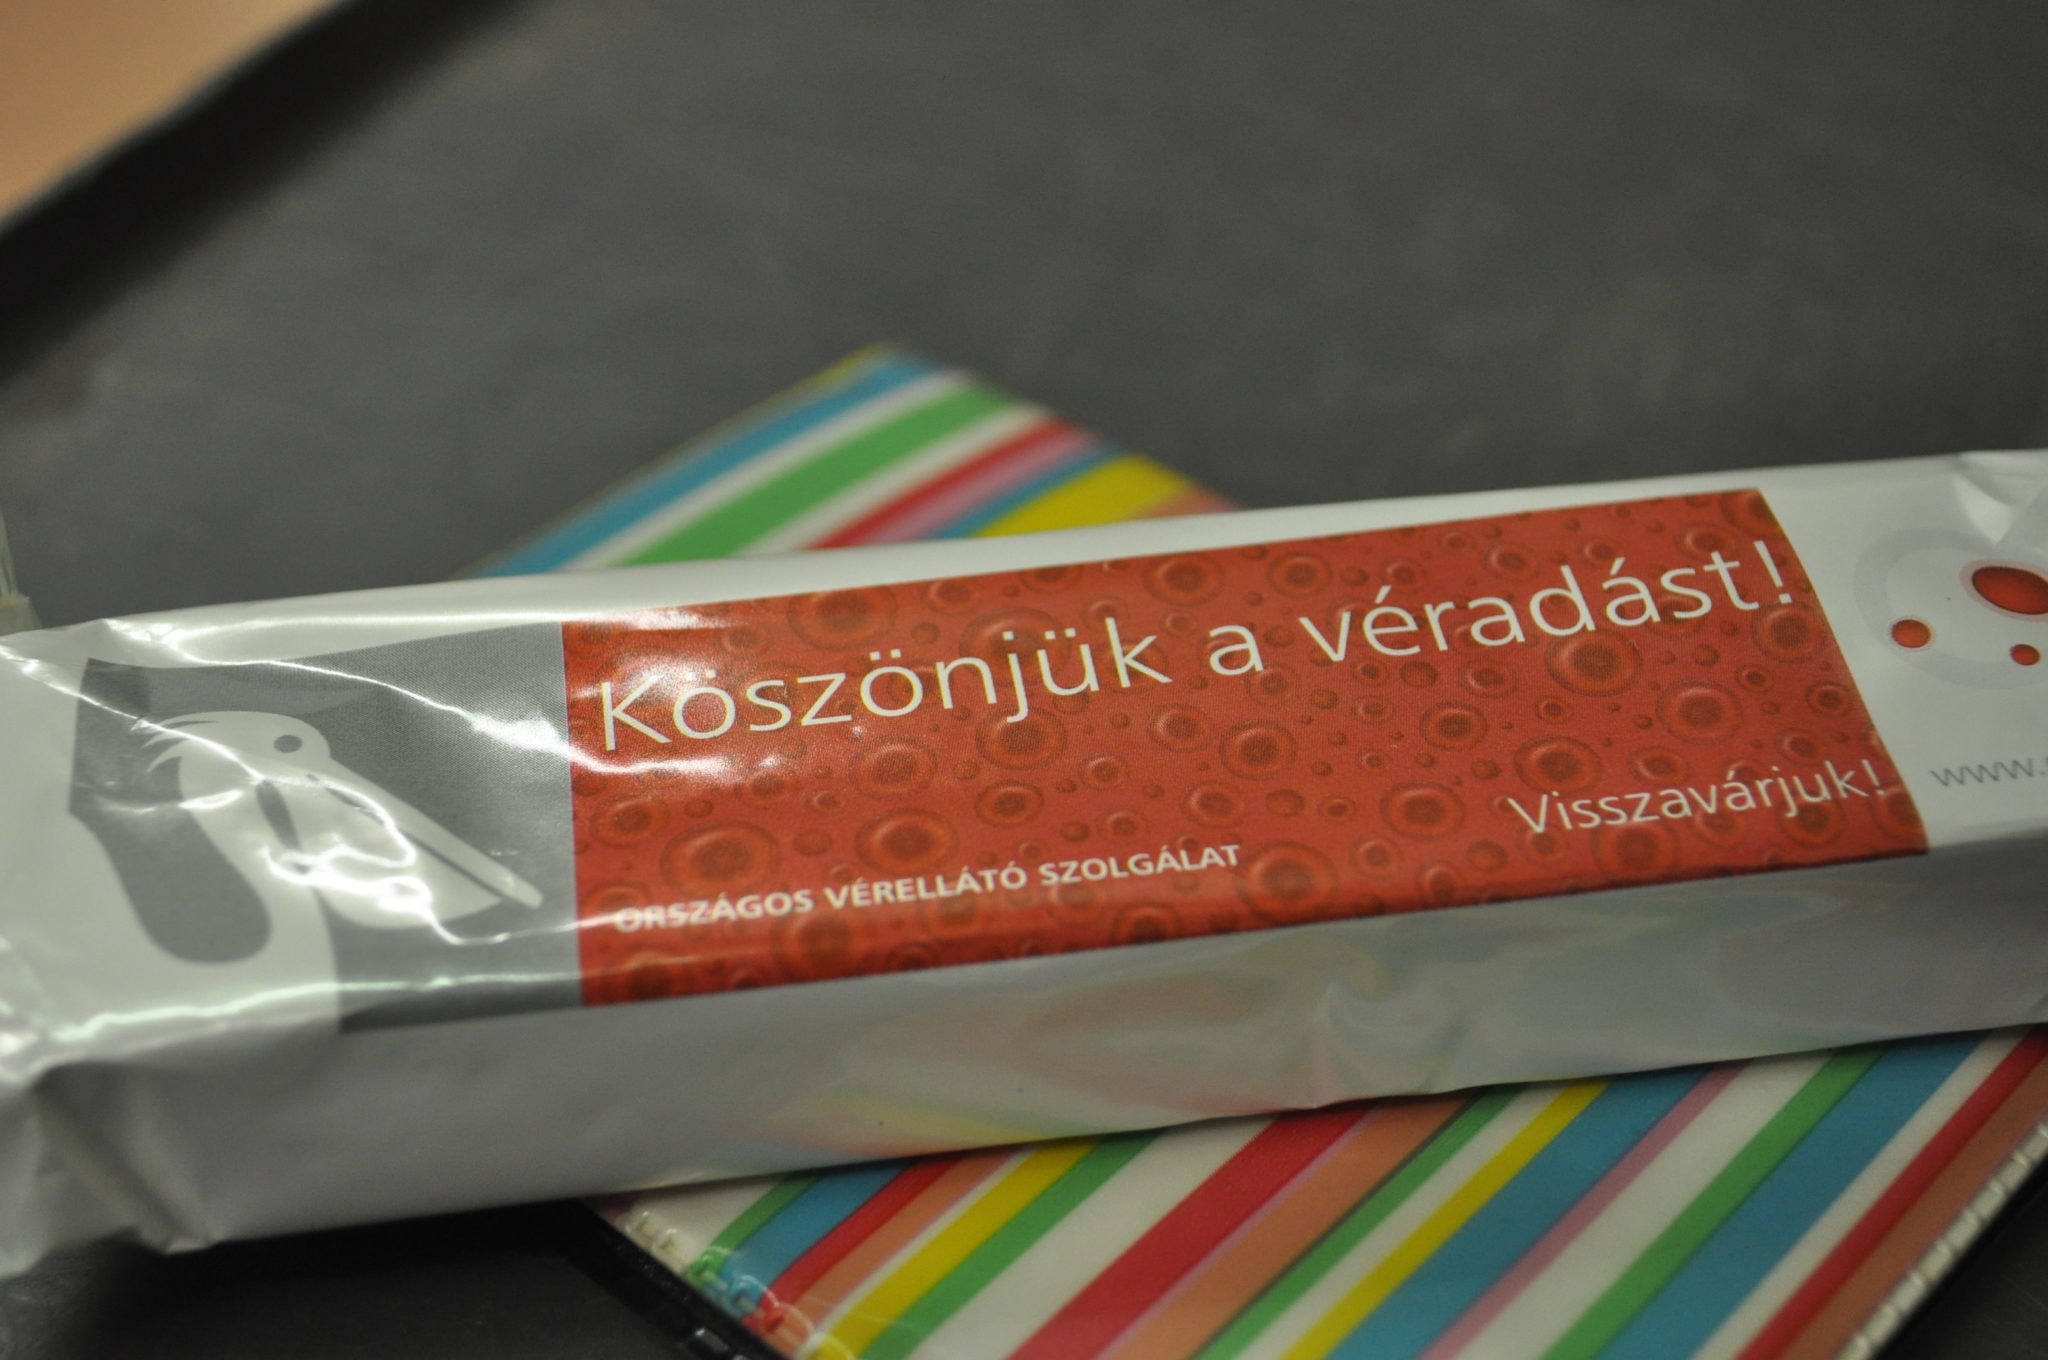 Köszönjük a véradást!
Visszavárjuk!
ORSZÁGOS VÉRELLÁTÓ SZOLGÁLAT
www.